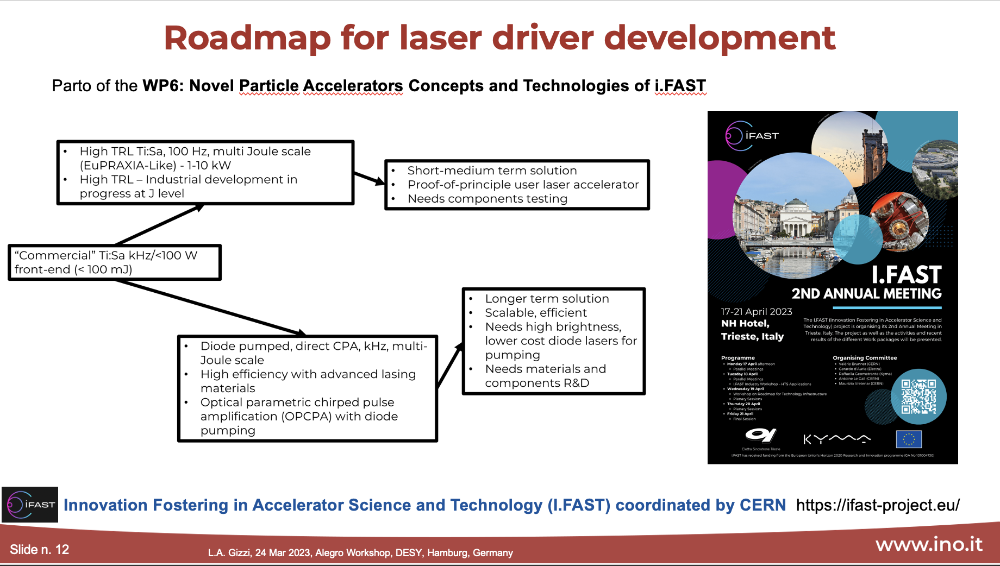 Roadmap for laser driver development
Parto of the WP6: Novel Particle Accelerators Concepts and Technologies of i.FAST
• High TRL Ti:Sa, 100 Hz, multi Joule scale
(EuPRAXIA-Like) - 1-10 kW
• High TRL – Industrial development in
progress at J level
• Short-medium term solution
• Proof-of-principle user laser accelerator
• Needs components testing
“Commercial” Ti:Sa kHz/<100 W
front-end (< 100 mJ)
• Diode pumped, direct CPA, kHz, multi-
Joule scale
• High efficiency with advanced lasing
materials
• Optical parametric chirped pulse
amplification (OPCPA) with diode
pumping
• Longer term solution
• Scalable, efficient
• Needs high brightness,
lower cost diode lasers for
pumping
• Needs materials and
components R&D
iFAST
I.FAST
2ND ANNUAL MEETING
17-21 April 2023
NH Hotel,
Trieste, Italy
The I.FAST (Innovation Fostering in Accelerator Science and
Technology) project is organising its 2nd Annual Meeting in
Trieste, Italy. The project as well as the activities and recent
results of the different Work packages will be presented.
Programme
• Monday 17 April afternoon
◦ Parallel Meetings
• Tuesday 18 April
◦ Parallel Meetings
◦ I.FAST Industry Workshop - HTS Applications
• Wednesday 19 April
◦ Workshop on Roadmap for Technology Infrastructure
◦ Plenary Sessions
• Thursday 20 April
◦ Plenary Sessions
• Friday 21 April
◦ Final Session
Organising Committee
• Valérie Brunner (CERN)
• Gerardo d'Auria (Elettra)
• Raffaella Geometrante (Kyma)
• Antoine Le Gall (CERN)
• Maurizio Vretenar (CERN)
Elettra Sincrotrone Trieste
KYMA
I.FAST has received funding from the European Union's Horizon 2020 Research and Innovation programme (GA No 101004730)
iFAST
Innovation Fostering in Accelerator Science and Technology (I.FAST) coordinated by CERN https://ifast-project.eu/
Slide n. 12
L.A. Gizzi, 24 Mar 2023, Alegro Workshop, DESY, Hamburg, Germany
www.ino.it